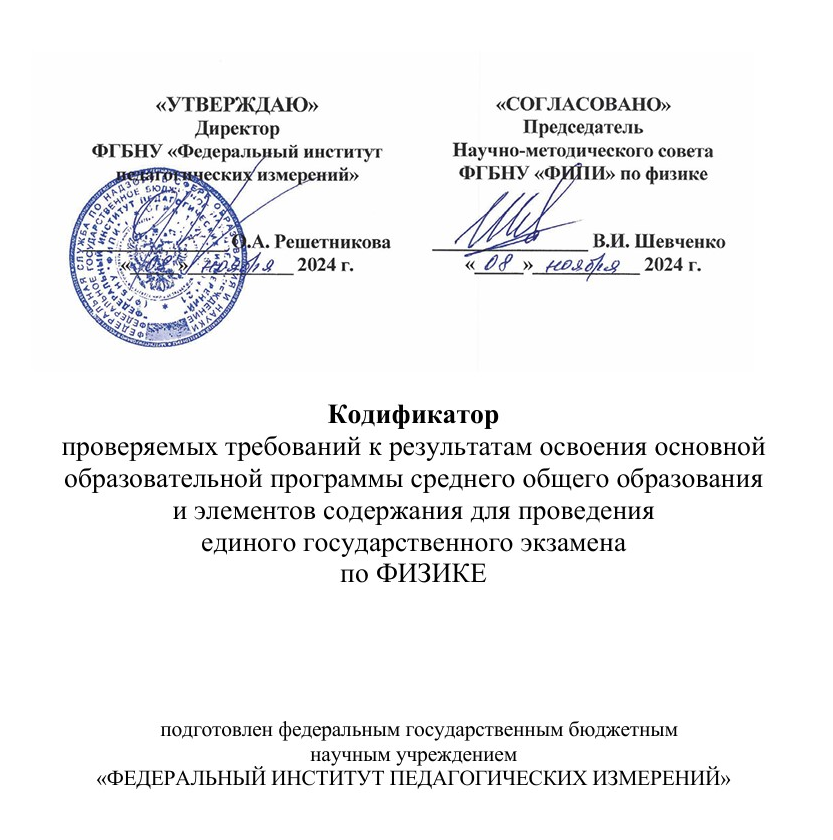 «УТВЕРЖДАЮ»
Директор
ФГБНУ «Федеральный институт
педагогических измерений»
О.А. Решетникова
«08» ноября 2024 г.
«СОГЛАСОВАНО»
Председатель
Научно-методического совета
ФГБНУ «ФИПИ» по физике
В.И. Шевченко
«08» ноября 2024 г.
Кодификатор
проверяемых требований к результатам освоения основной
образовательной программы среднего общего образования
и элементов содержания для проведения
единого государственного экзамена
по ФИЗИКЕ
подготовлен федеральным государственным бюджетным
научным учреждением
«ФЕДЕРАЛЬНЫЙ ИНСТИТУТ ПЕДАГОГИЧЕСКИХ ИЗМЕРЕНИЙ»